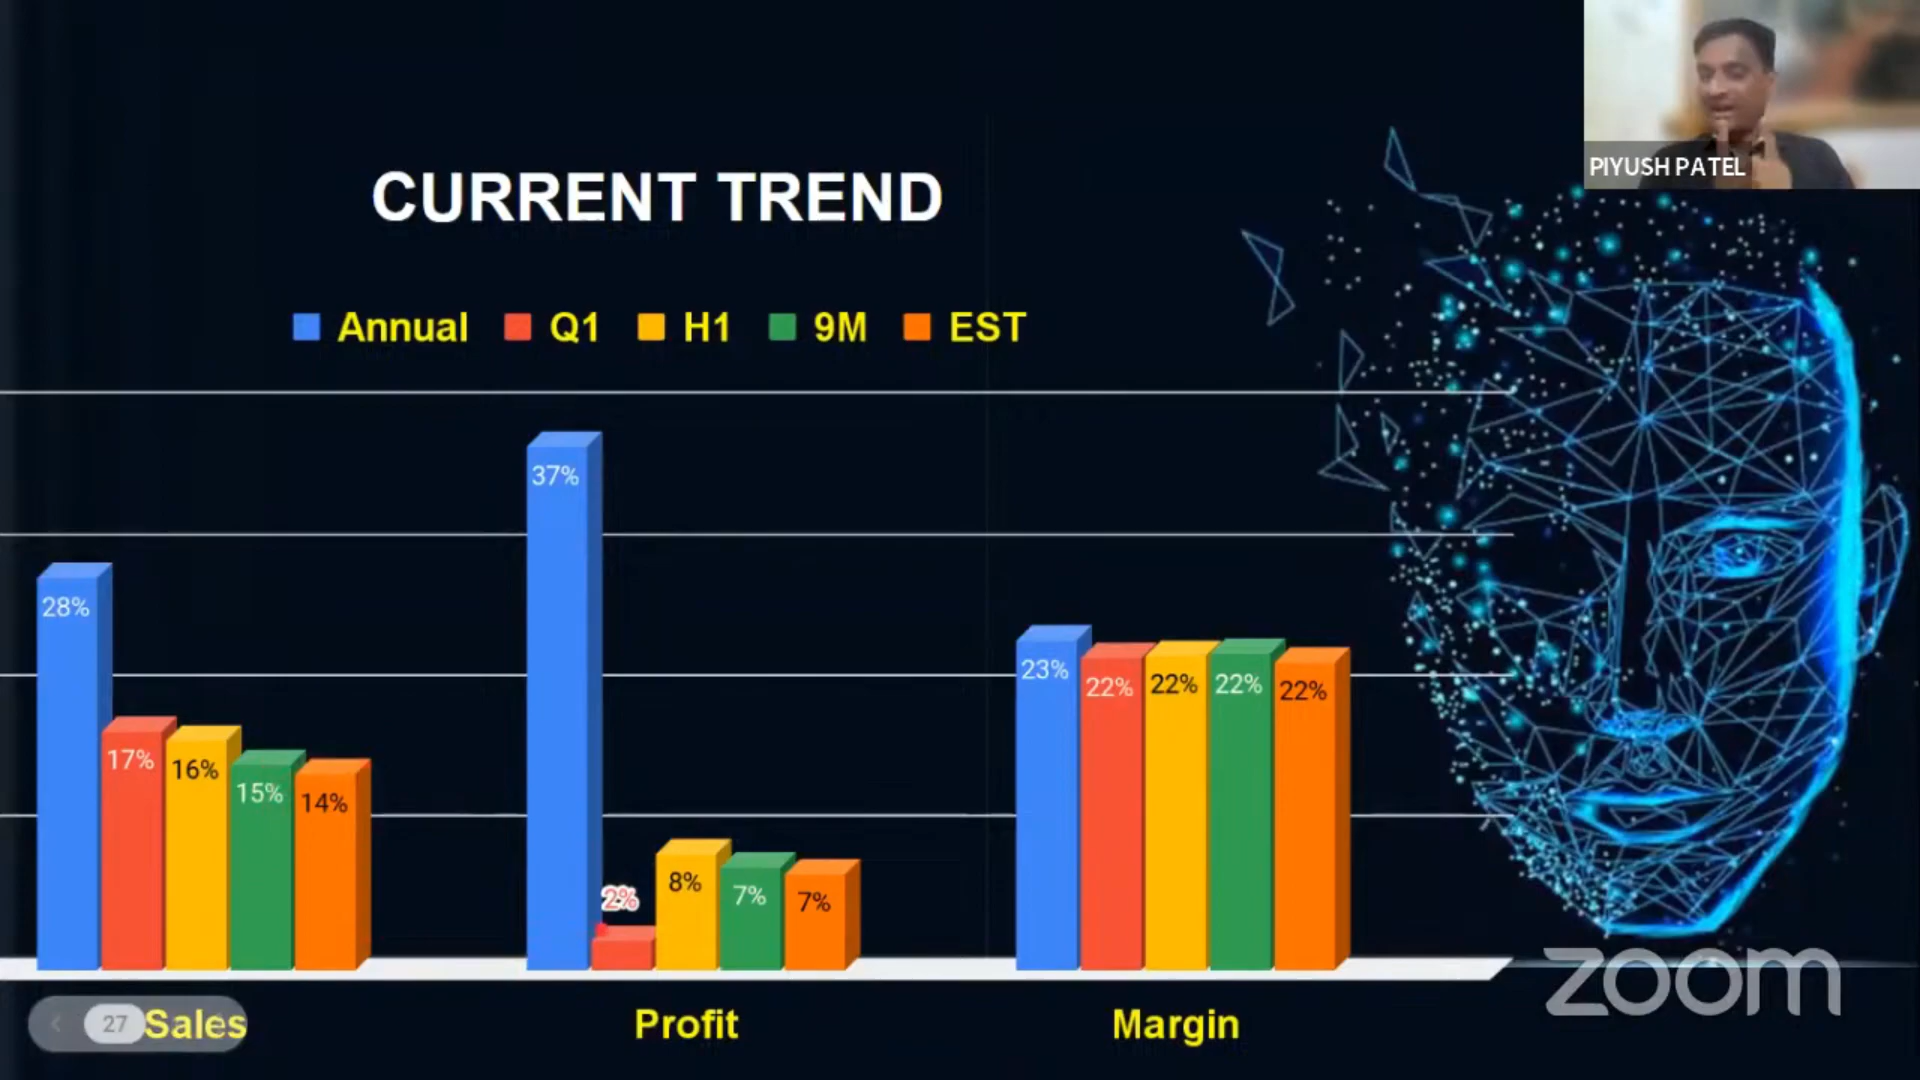 PIYUSH PATEL
CURRENT TREND
Annual Q1 H1 9M EST
28% 17% 16% 15% 14%
37% 2% 8% 7% 7%
23% 22% 22% 22% 22%
Sales Profit Margin
27
zoom